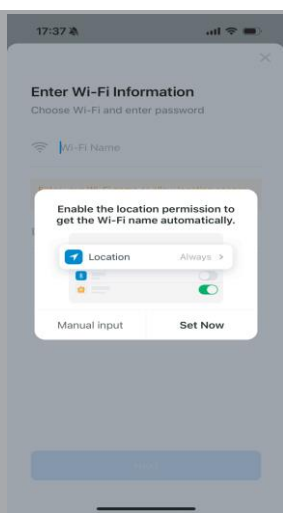 17:37
Enter Wi-Fi Information
Choose Wi-Fi and enter password
Wi-Fi Name
Enable the location permission to
get the Wi-Fi name automatically.
Location Always >
Manual input Set Now